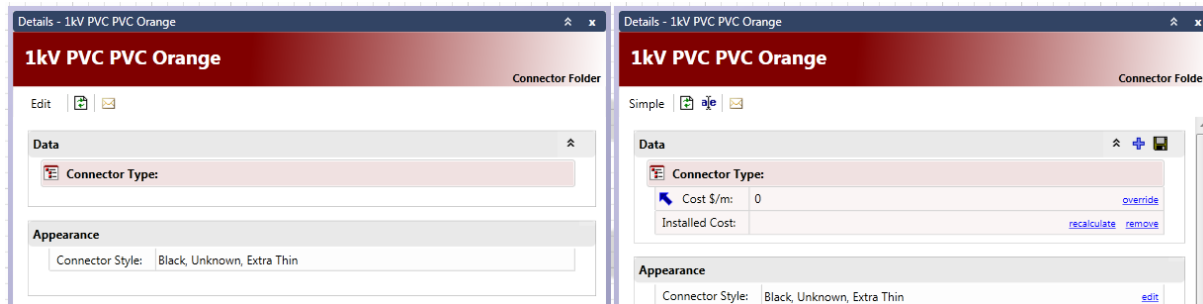 Details - 1kV PVC PVC Orange
x
1kV PVC PVC Orange
Connector Folder
Edit
Data
Connector Type:
Appearance
Connector Style: Black, Unknown, Extra Thin
Details - 1kV PVC PVC Orange
x
1kV PVC PVC Orange
Connector Folde
Simple a|e
Data
Connector Type:
Cost $/m: 0 override
Installed Cost: recalculate remove
Appearance
Connector Style: Black, Unknown, Extra Thin edit